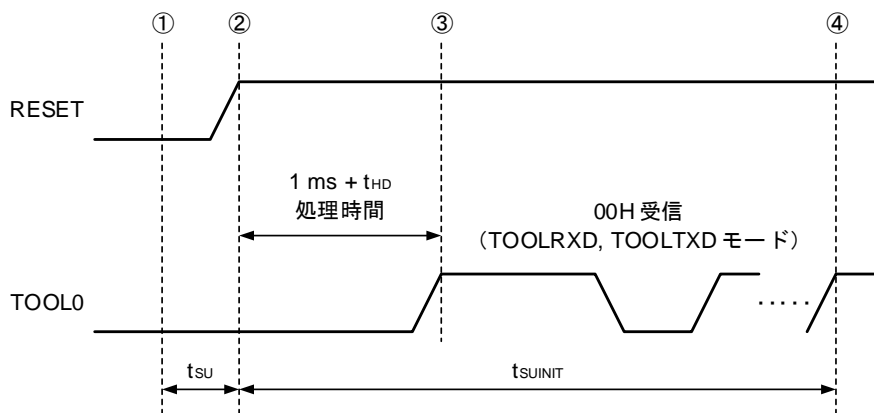 ① ② ③ ④
RESET
1 ms + tHD
処理時間
00H 受信
（TOOLRXD, TOOLTXD モード）
TOOL0
tSU
tSUINIT